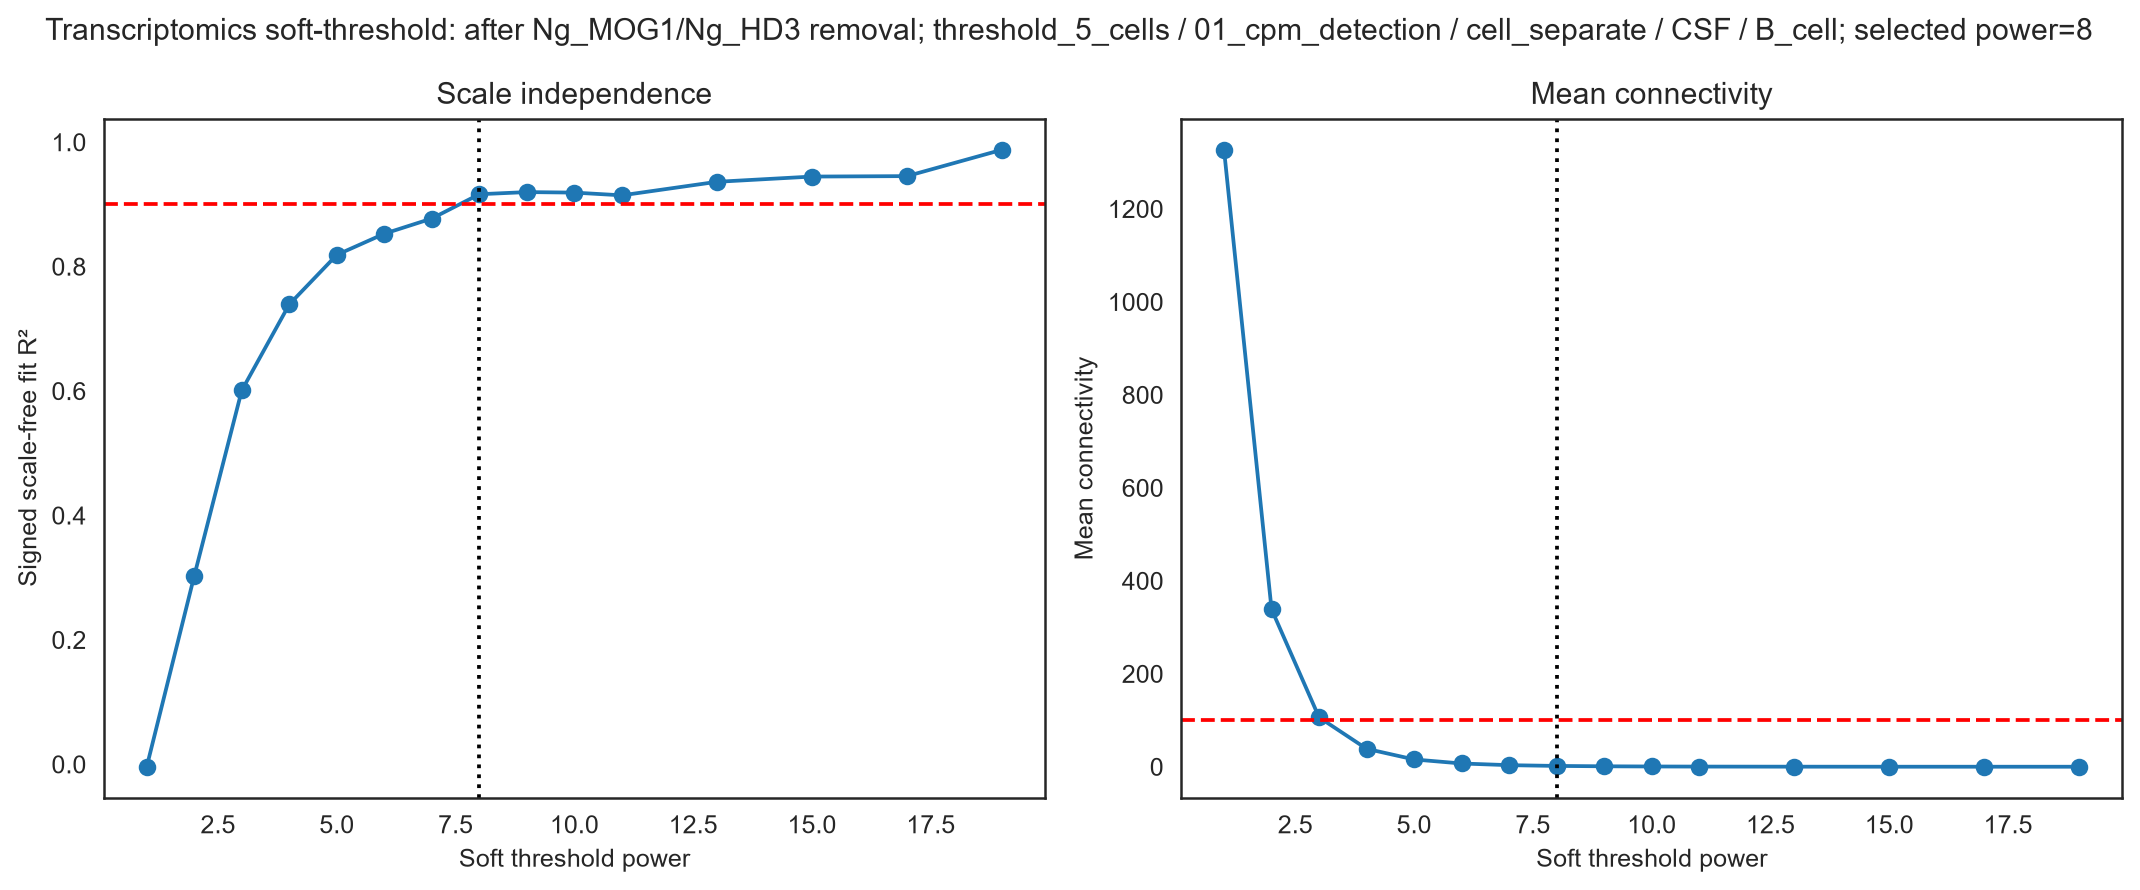 Transcriptomics soft-threshold: after Ng_MOG1/Ng_HD3 removal; threshold_5_cells / 01_cpm_detection / cell_separate / CSF / B_cell; selected power=8
Scale independence
Signed scale-free fit R²
1.0
0.8
0.6
0.4
0.2
0.0
2.5 5.0 7.5 10.0 12.5 15.0 17.5
Soft threshold power
Mean connectivity
Mean connectivity
1200
1000
800
600
400
200
0
2.5 5.0 7.5 10.0 12.5 15.0 17.5
Soft threshold power